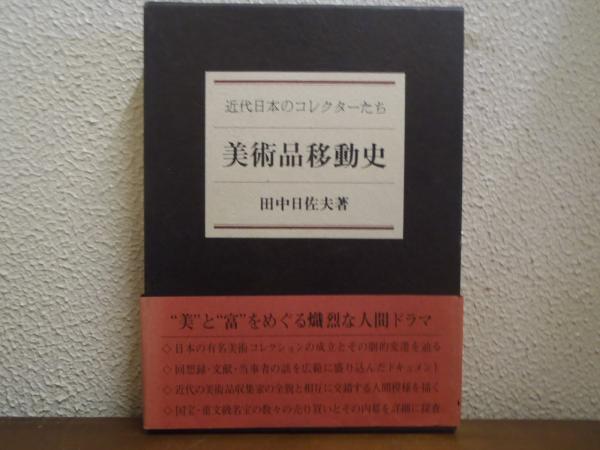 近代日本のコレクターたち
美術品移動史
田中日佐夫著
“美”と“富”をめぐる熾烈な人間ドラマ
◇日本の有名美術コレクションの成立とその劇的変遷を辿る
◇回想録・文献・当事者の談を広範に盛り込んだドキュメント
◇近代の美術品収集家の全貌と相互に交錯する人間模様を描く
◇国宝・重文級名宝の数々の売り買いとその内幕を詳細に探査